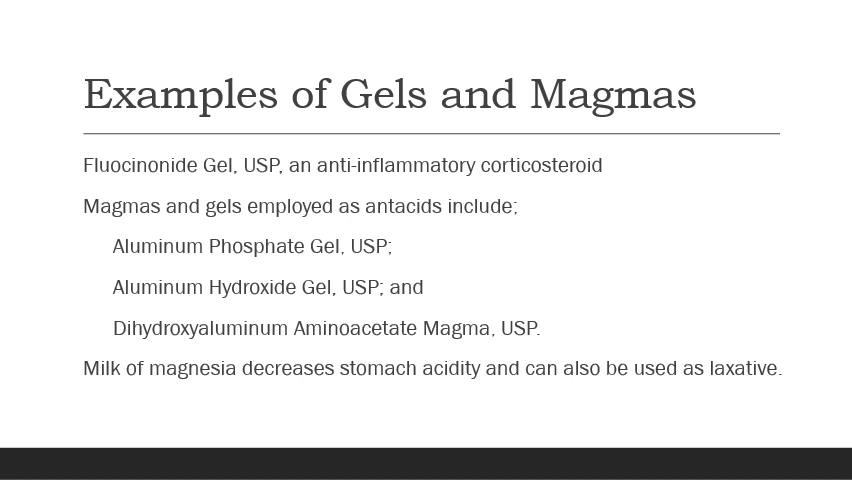 Examples of Gels and Magmas
Fluocinonide Gel, USP, an anti-inflammatory corticosteroid
Magmas and gels employed as antacids include;
Aluminum Phosphate Gel, USP;
Aluminum Hydroxide Gel, USP; and
Dihydroxyaluminum Aminoacetate Magma, USP.
Milk of magnesia decreases stomach acidity and can also be used as laxative.